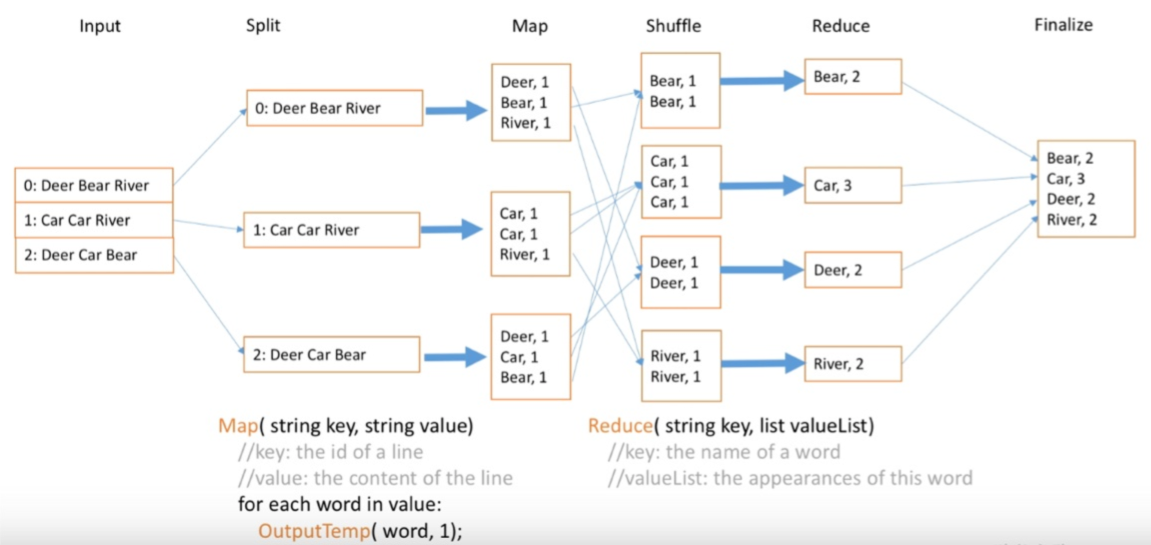 Input
Split
Map
Shuffle
Reduce
Finalize
0: Deer Bear River
1: Car Car River
2: Deer Car Bear
0: Deer Bear River
1: Car Car River
2: Deer Car Bear
Deer, 1
Bear, 1
River, 1
Car, 1
Car, 1
River, 1
Deer, 1
Car, 1
Bear, 1
Bear, 1
Bear, 1
Car, 1
Car, 1
Car, 1
Deer, 1
Deer, 1
River, 1
River, 1
Bear, 2
Car, 3
Deer, 2
River, 2
Bear, 2
Car, 3
Deer, 2
River, 2
Map( string key, string value)
//key: the id of a line
//value: the content of the line
for each word in value:
OutputTemp( word, 1);
Reduce( string key, list valueList)
//key: the name of a word
//valueList: the appearances of this word